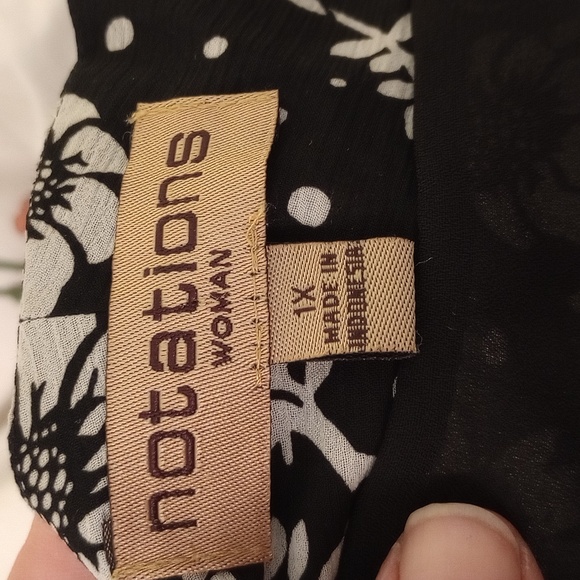 notations
WOMAN
1X
MADE IN
INDONESIA